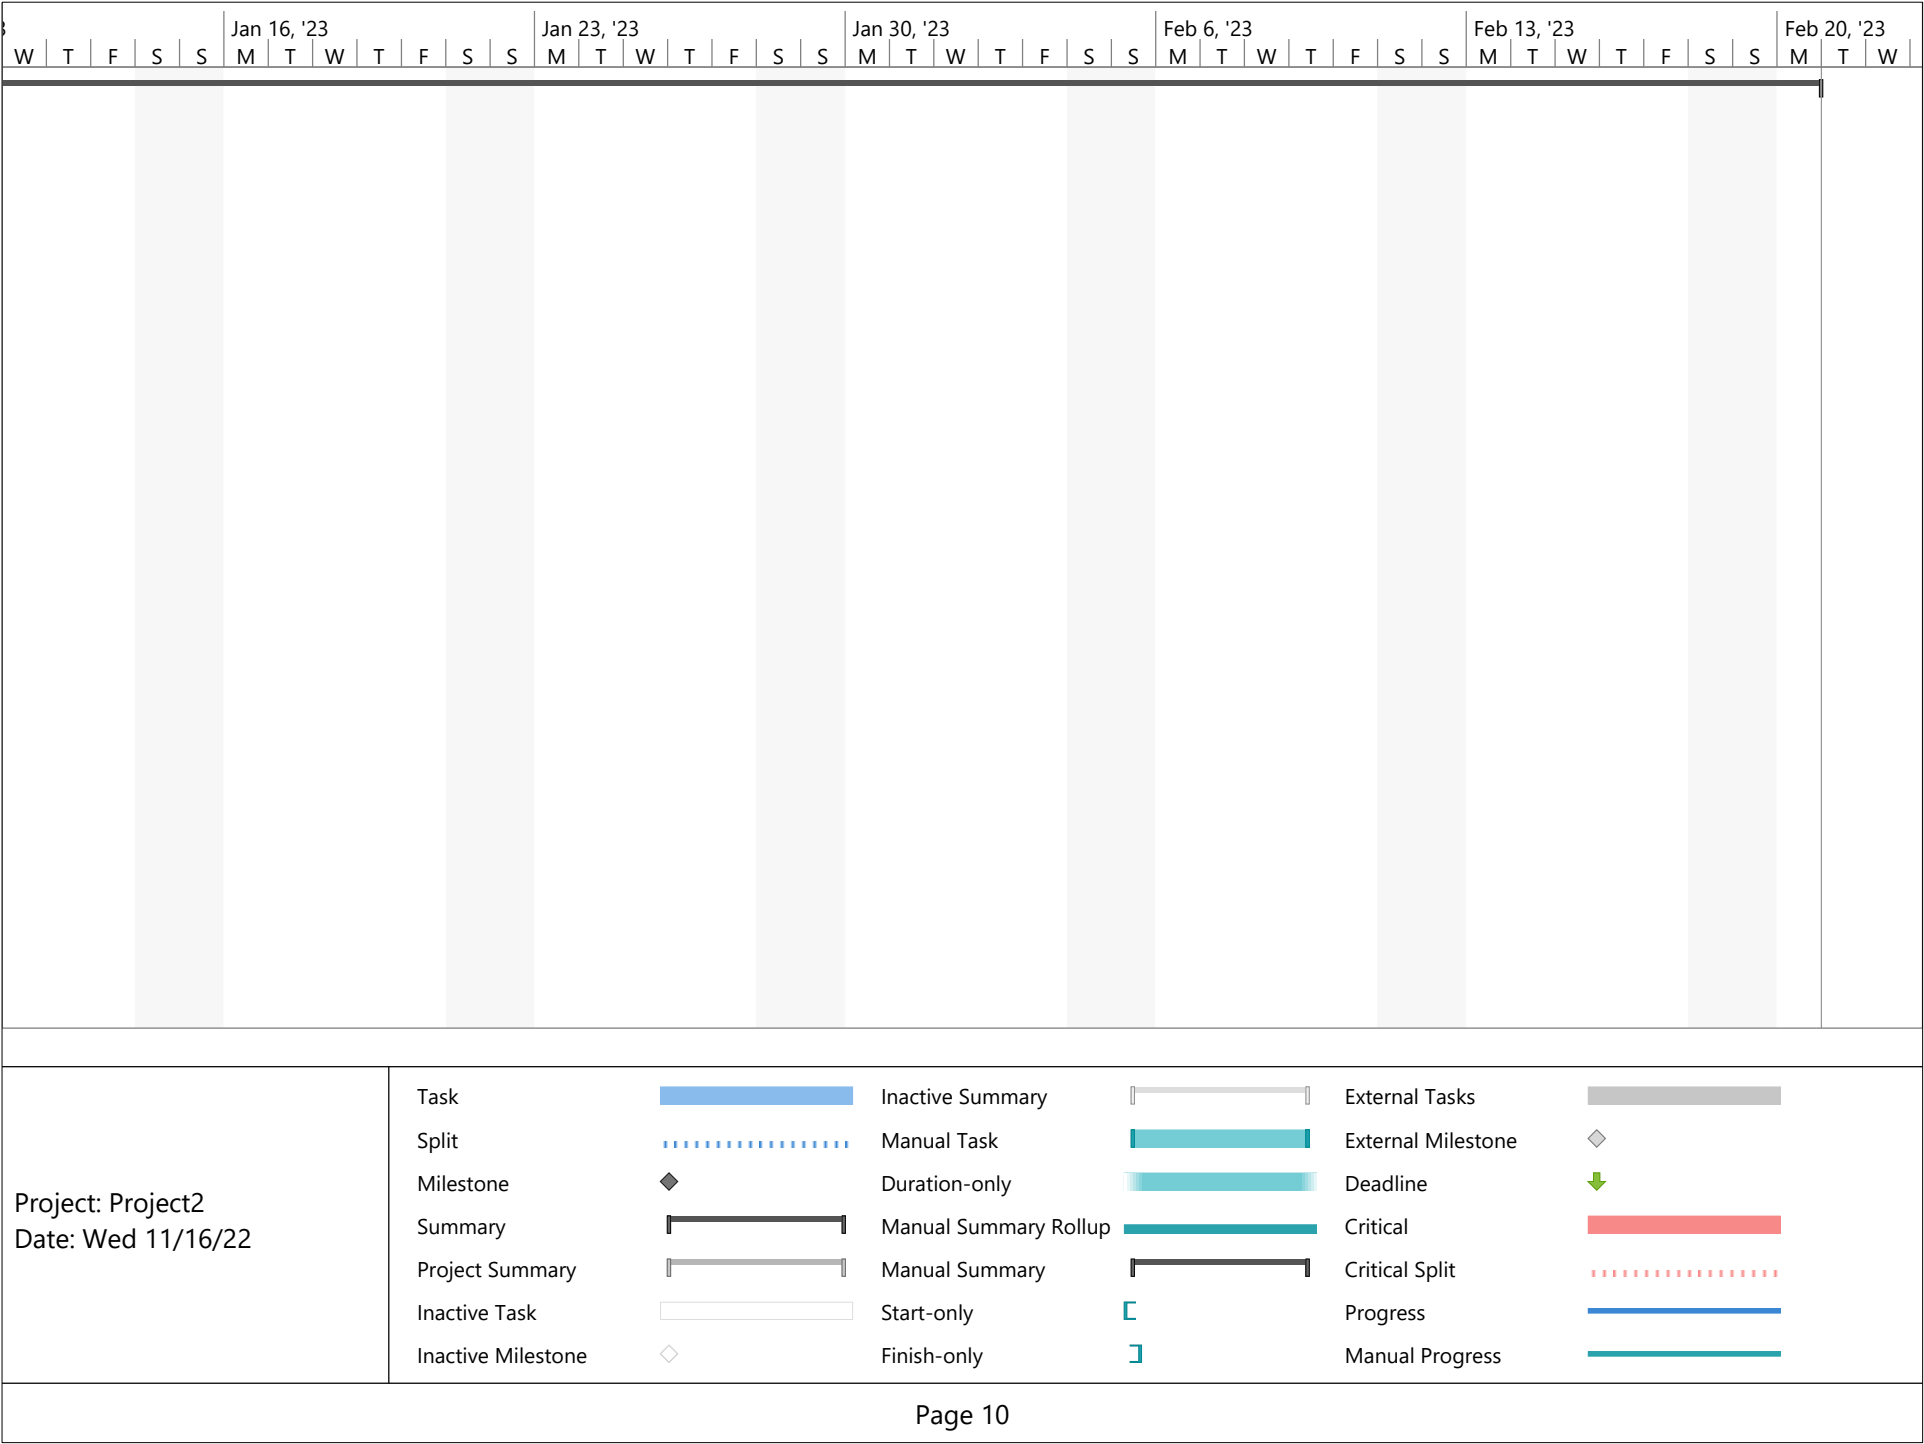 Jan 16, '23 Jan 23, '23 Jan 30, '23 Feb 6, '23 Feb 13, '23 Feb 20, '23
W T F S S M T W T F S S M T W T F S S M T W T F S S M T W T F S S M T W T F S S M T W
Task
Split
Milestone
Summary
Project Summary
Inactive Task
Inactive Milestone
Inactive Summary
Manual Task
Duration-only
Manual Summary Rollup
Manual Summary
Start-only
Finish-only
External Tasks
External Milestone
Deadline
Critical
Critical Split
Progress
Manual Progress
Project: Project2
Date: Wed 11/16/22
Page 10